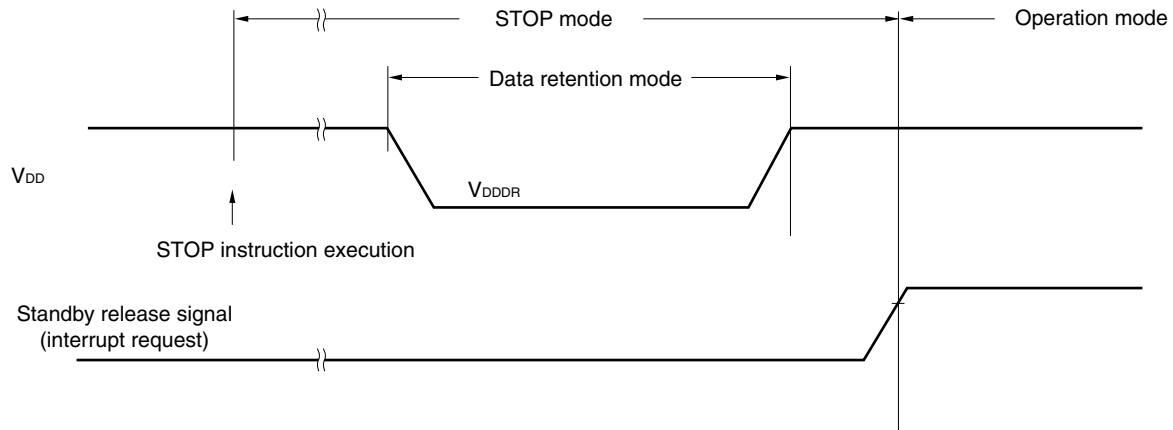 STOP mode
Operation mode
Data retention mode
VDD
VDDDR
STOP instruction execution
Standby release signal
(interrupt request)